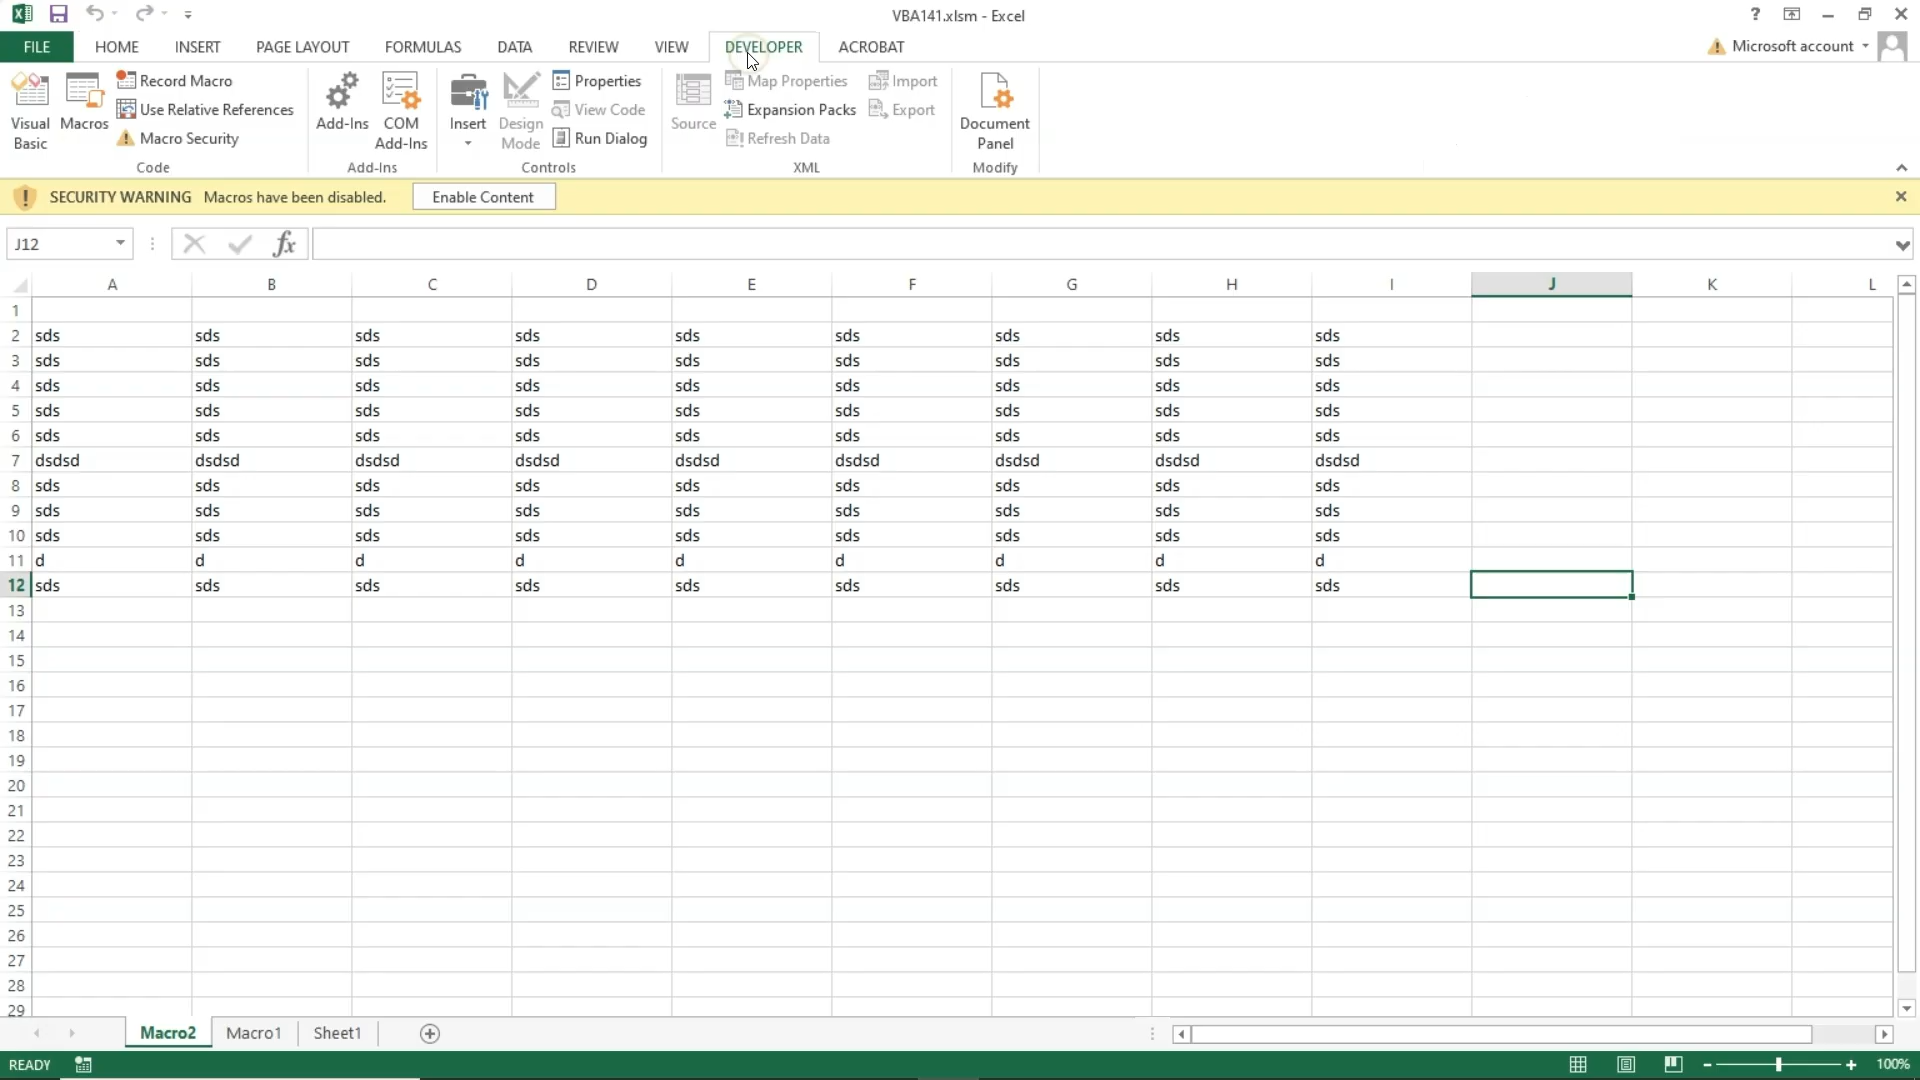 VBA141.xlsm - Excel
?
FILE HOME INSERT PAGE LAYOUT FORMULAS DATA REVIEW VIEW DEVELOPER ACROBAT Microsoft account
Visual Basic
Macros
Record Macro
Use Relative References
Macro Security
Code
Add-Ins
COM Add-Ins
Add-Ins
Insert
Design Mode
Properties
View Code
Run Dialog
Controls
Source
Map Properties
Expansion Packs
Refresh Data
Import
Export
XML
Document Panel
Modify
SECURITY WARNING Macros have been disabled. Enable Content
J12 fx
A B C D E F G H I J K L
1
2 sds sds sds sds sds sds sds sds sds
3 sds sds sds sds sds sds sds sds sds
4 sds sds sds sds sds sds sds sds sds
5 sds sds sds sds sds sds sds sds sds
6 sds sds sds sds sds sds sds sds sds
7 dsdsd dsdsd dsdsd dsdsd dsdsd dsdsd dsdsd dsdsd dsdsd
8 sds sds sds sds sds sds sds sds sds
9 sds sds sds sds sds sds sds sds sds
10 sds sds sds sds sds sds sds sds sds
11 d d d d d d d d d
12 sds sds sds sds sds sds sds sds sds
13
14
15
16
17
18
19
20
21
22
23
24
25
26
27
28
29
Macro2 Macro1 Sheet1
READY 100%